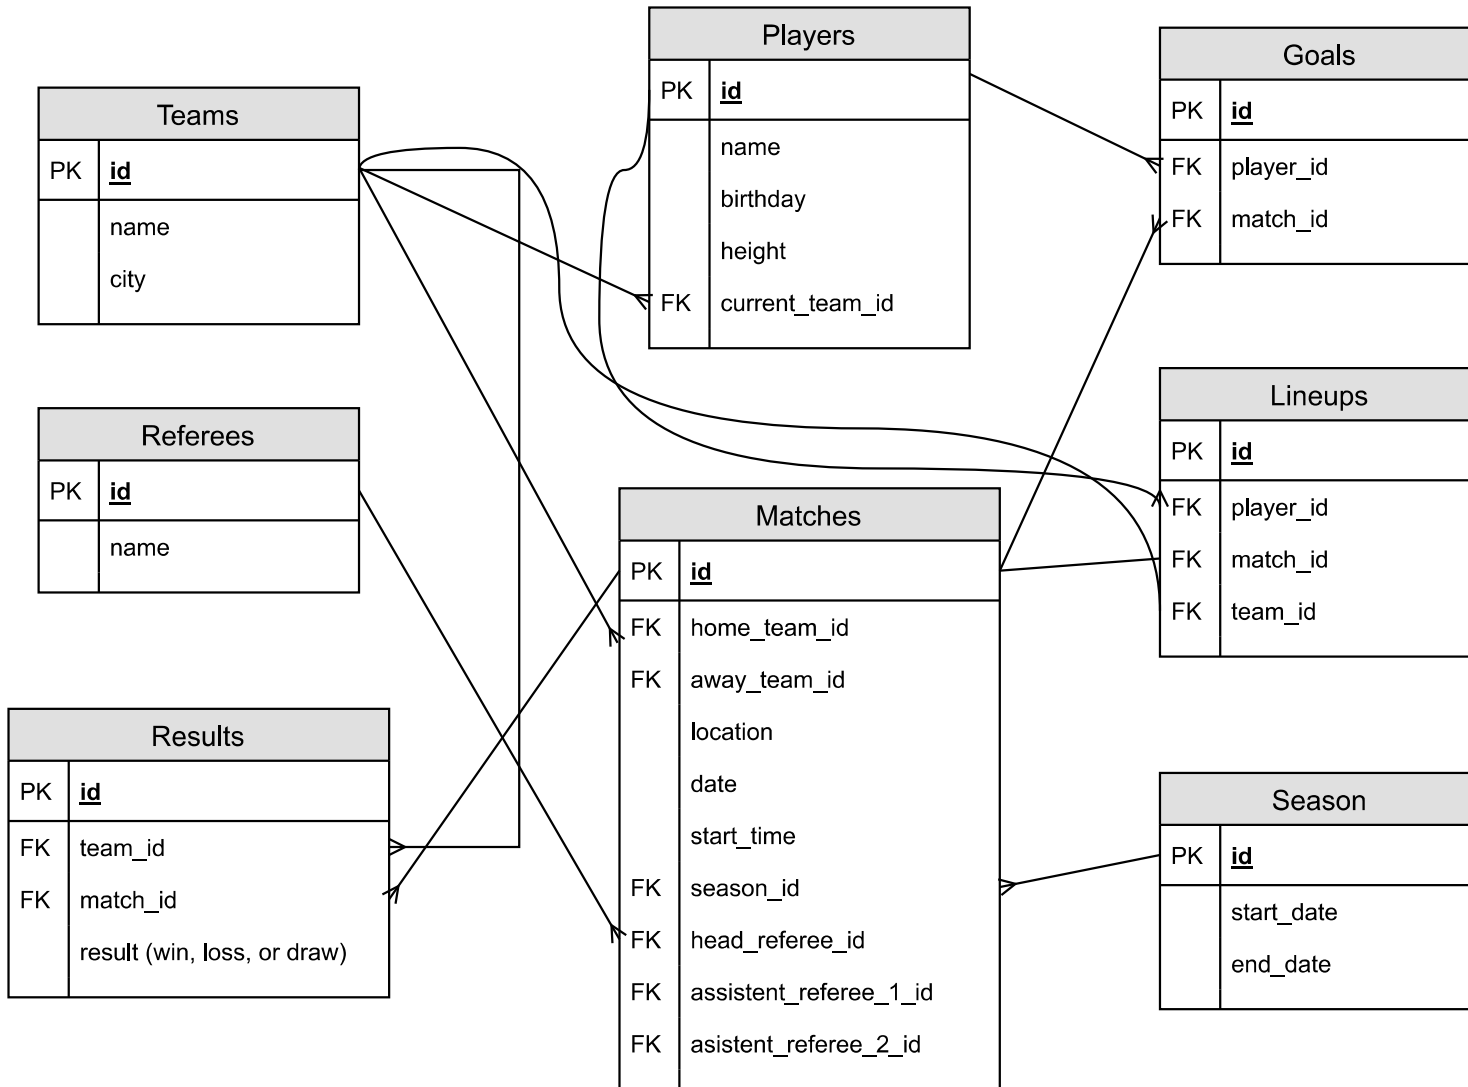 Teams
PK id
name
city
Players
PK id
name
birthday
height
FK current_team_id
Goals
PK id
FK player_id
FK match_id
Referees
PK id
name
Lineups
PK id
FK player_id
FK match_id
FK team_id
Matches
PK id
FK home_team_id
FK away_team_id
location
date
start_time
FK season_id
FK head_referee_id
FK assistent_referee_1_id
FK asistent_referee_2_id
Results
PK id
FK team_id
FK match_id
result (win, loss, or draw)
Season
PK id
start_date
end_date